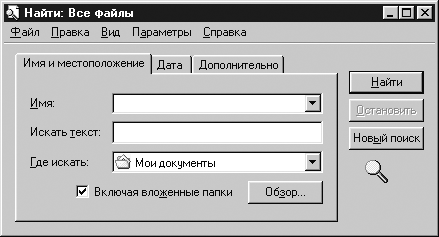 Найти: Все файлы
Файл Правка Вид Параметры Справка
Имя и местоположение Дата Дополнительно
Имя:
Искать текст:
Где искать: Мои документы
Включая вложенные папки Обзор...
Найти
Остановить
Новый поиск